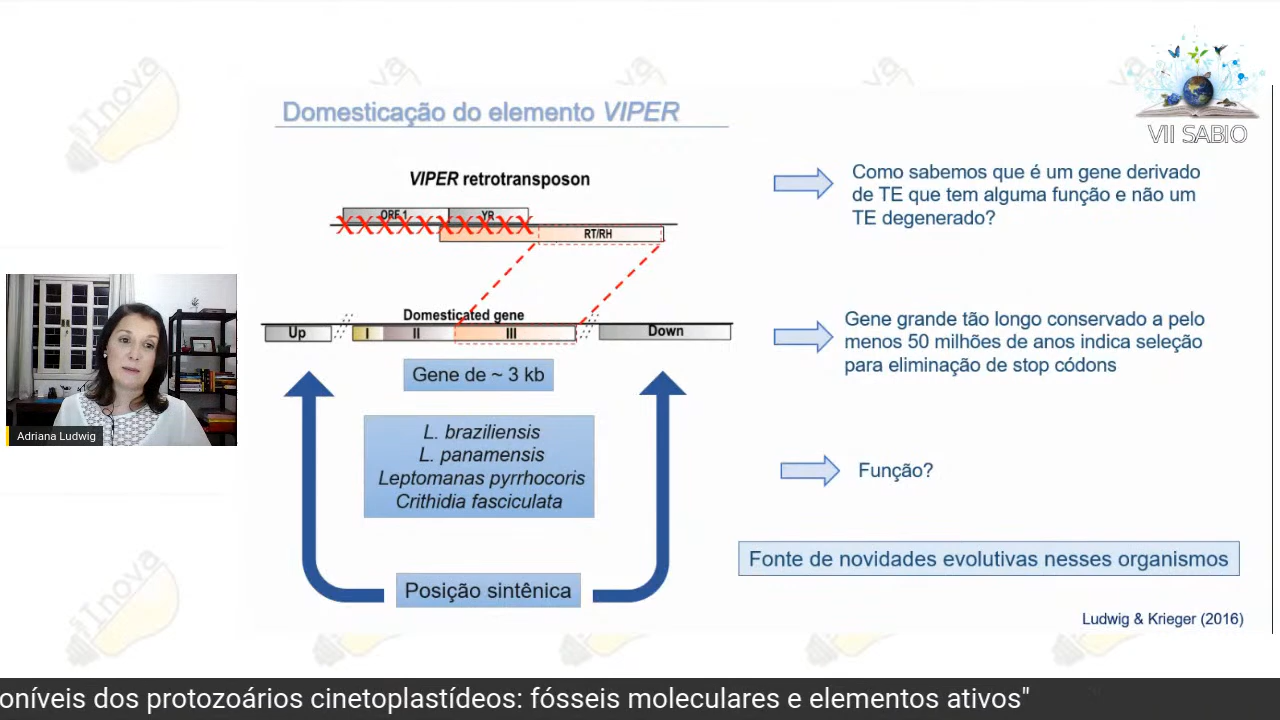 Domesticação do elemento VIPER
VII SABIO
VIPER retrotransposon
ORF 1
YR
RT/RH
Domesticated gene
Up
I
II
III
Down
Gene de ~ 3 kb
L. braziliensis
L. panamensis
Leptomanas pyrrhocoris
Crithidia fasciculata
Posição sintênica
Como sabemos que é um gene derivado
de TE que tem alguma função e não um
TE degenerado?
Gene grande tão longo conservado a pelo
menos 50 milhões de anos indica seleção
para eliminação de stop códons
Função?
Fonte de novidades evolutivas nesses organismos
Ludwig & Krieger (2016)
Adriana Ludwig
Inova
Inova
oníveis dos protozoários cinetoplastídeos: fósseis moleculares e elementos ativos"